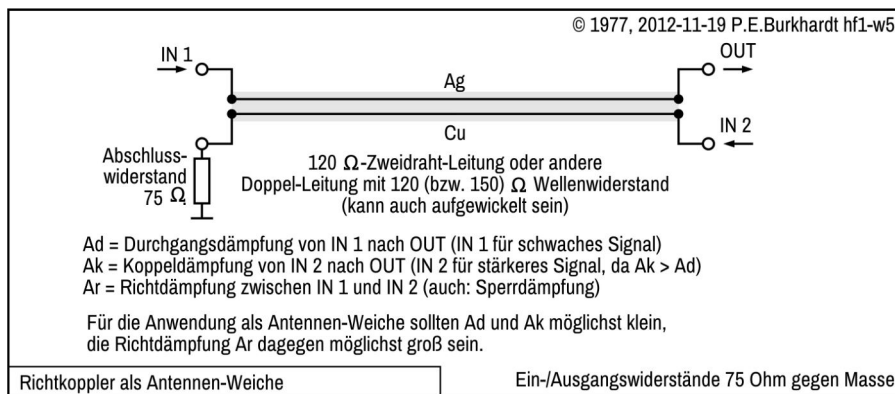 © 1977, 2012-11-19 P.E.Burkhardt hf1-w5
IN 1
OUT
Ag
Cu
IN 2
Abschluss-
widerstand
75 Ω
120 Ω-Zweidraht-Leitung oder andere
Doppel-Leitung mit 120 (bzw. 150) Ω Wellenwiderstand
(kann auch aufgewickelt sein)
Ad = Durchgangsdämpfung von IN 1 nach OUT (IN 1 für schwaches Signal)
Ak = Koppeldämpfung von IN 2 nach OUT (IN 2 für stärkeres Signal, da Ak > Ad)
Ar = Richtdämpfung zwischen IN 1 und IN 2 (auch: Sperrdämpfung)
Für die Anwendung als Antennen-Weiche sollten Ad und Ak möglichst klein,
die Richtdämpfung Ar dagegen möglichst groß sein.
Richtkoppler als Antennen-Weiche
Ein-/Ausgangswiderstände 75 Ohm gegen Masse